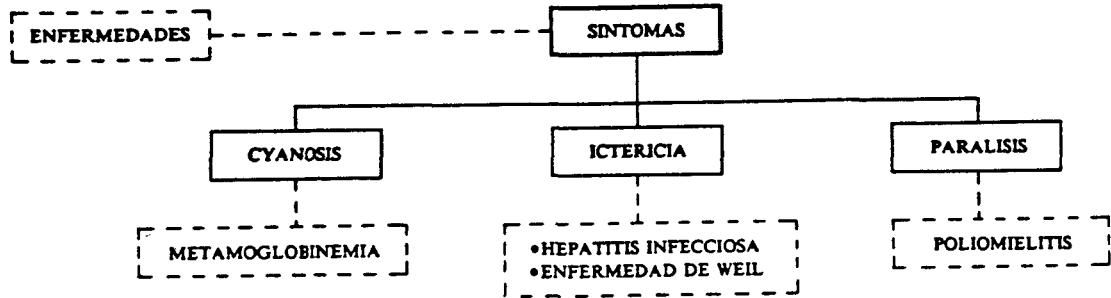 ENFERMEDADES
SINTOMAS
CYANOSIS
ICTERICIA
PARALISIS
METAMOGLOBINEMIA
•HEPATITIS INFECCIOSA
•ENFERMEDAD DE WEIL
POLIOMIELITIS